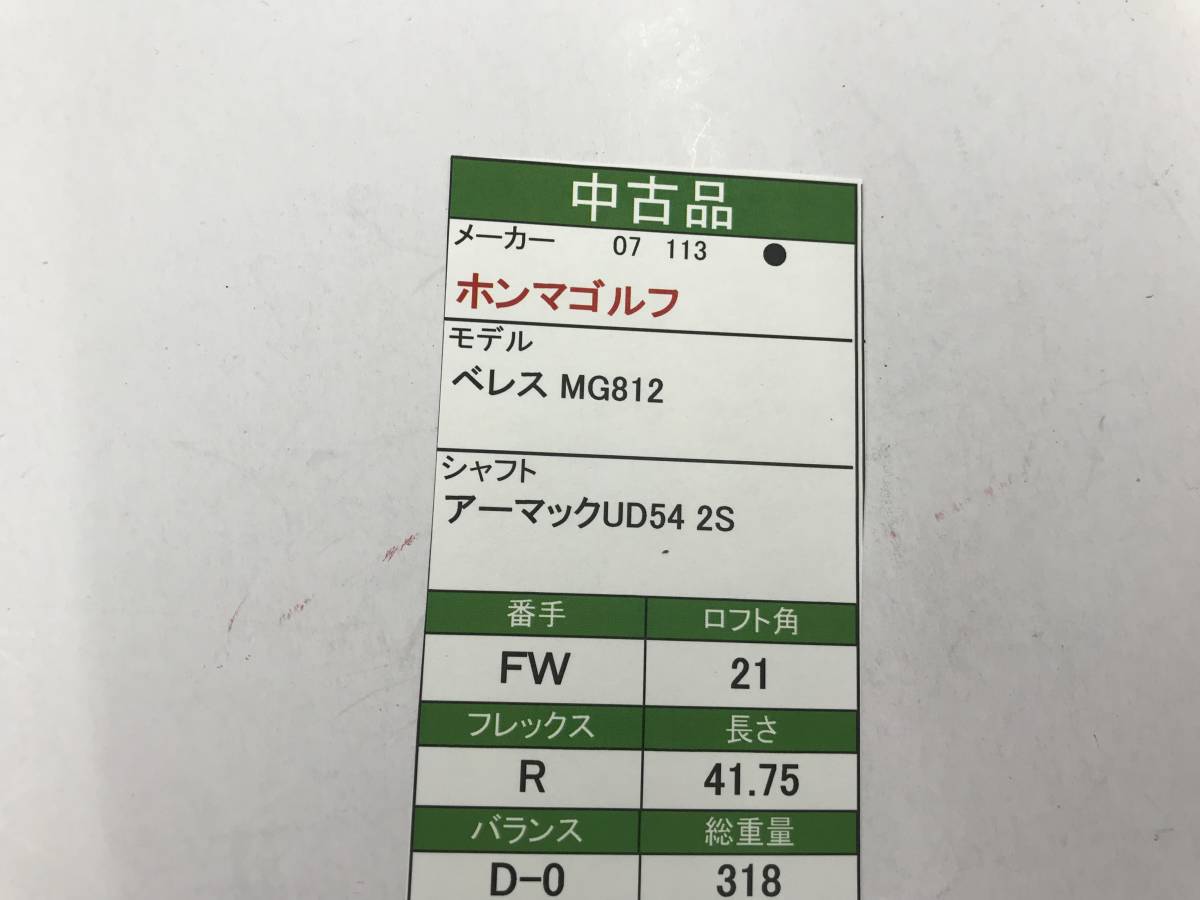 中古品
メーカー 07 113 ●
ホンマゴルフ
モデル
ベレス MG812
シャフト
アーマックUD54 2S
番手 ロフト角
FW 21
フレックス 長さ
R 41.75
バランス 総重量
D-0 318